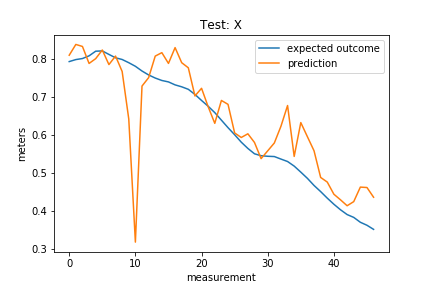 Test: X
expected outcome
prediction
meters
0.8
0.7
0.6
0.5
0.4
0.3
0 10 20 30 40
measurement